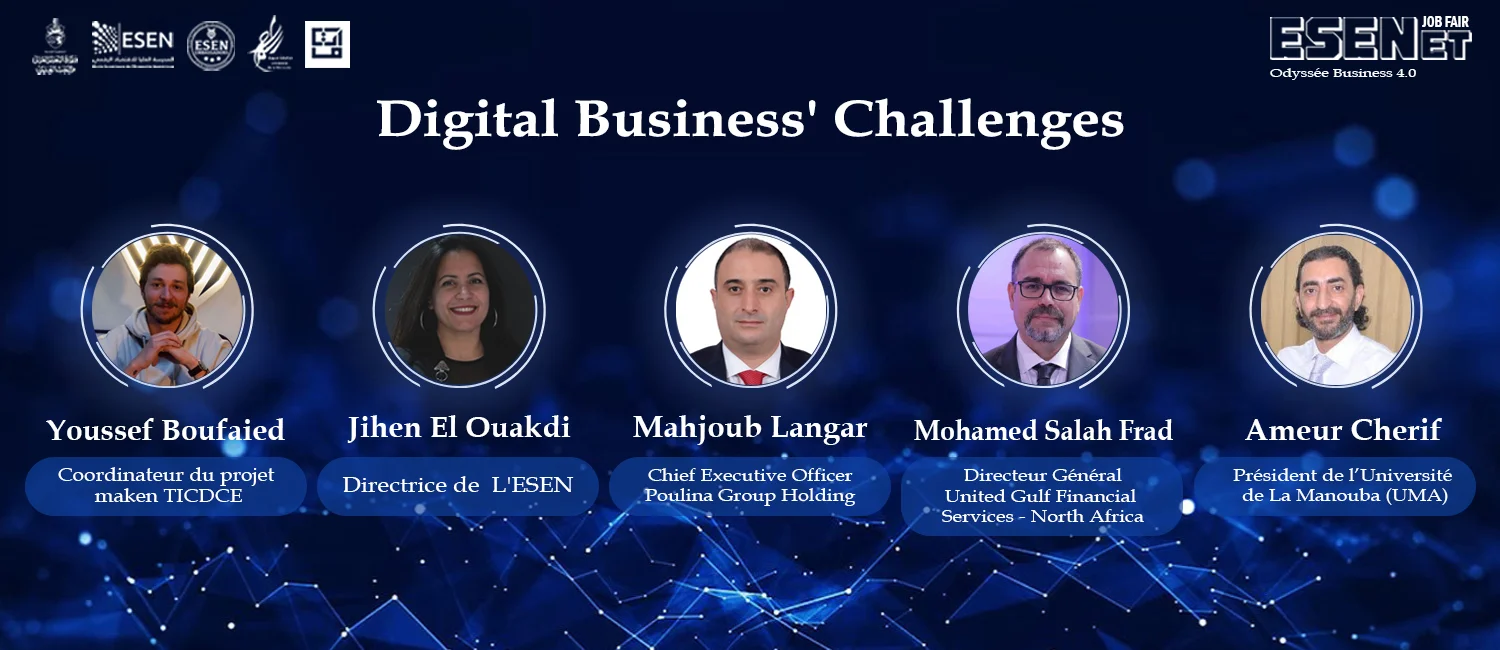 ESEN
ESEN
JOB FAIR
ESENET
Odyssée Business 4.0
Digital Business' Challenges
Youssef Boufaied
Coordinateur du projet
maken TICDCE
Jihen El Ouakdi
Directrice de L'ESEN
Mahjoub Langar
Chief Executive Officer
Poulina Group Holding
Mohamed Salah Frad
Directeur Général
United Gulf Financial
Services - North Africa
Ameur Cherif
Président de l’Université
de La Manouba (UMA)